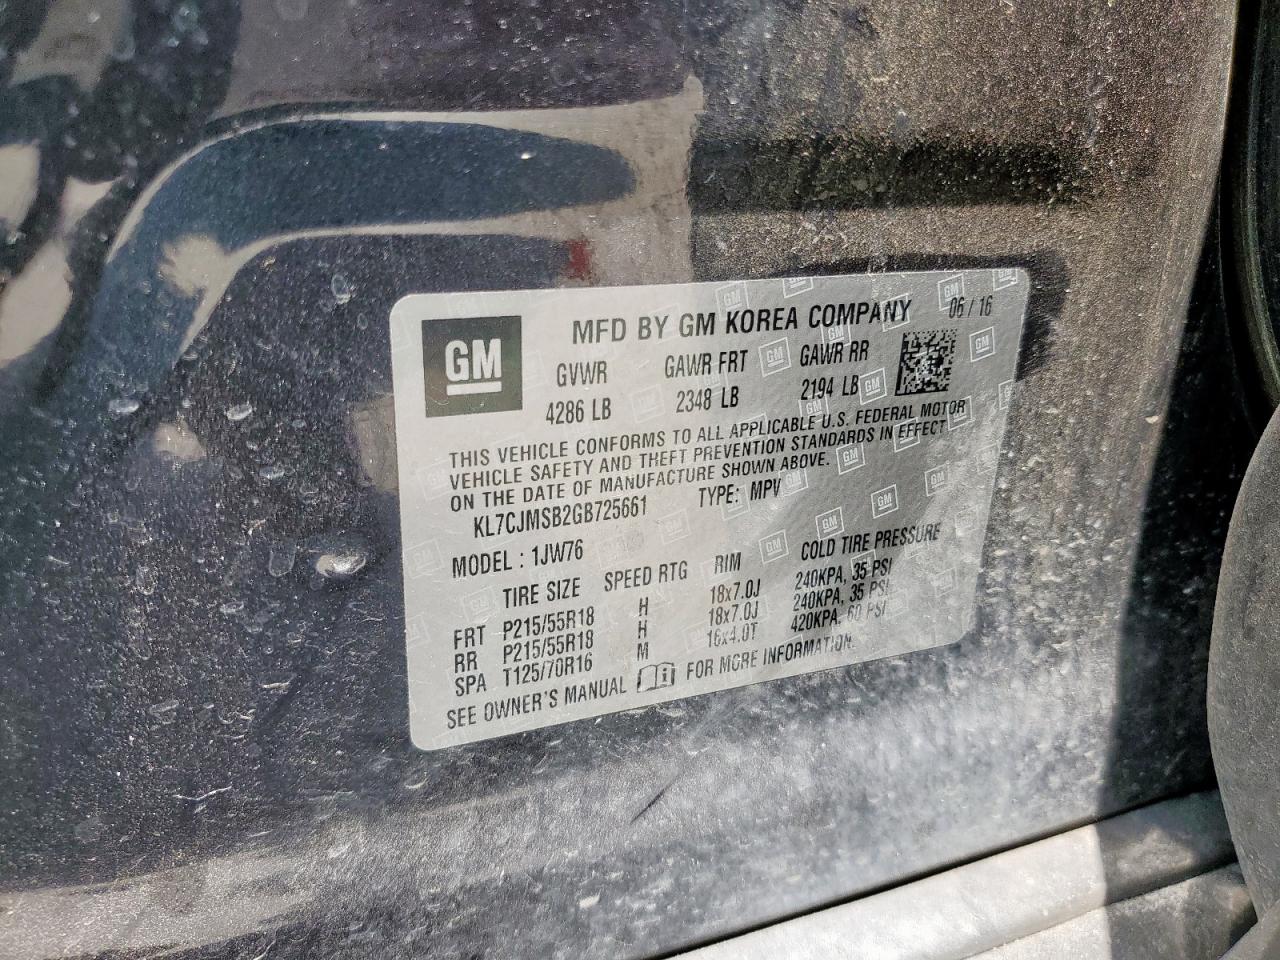 MFD BY GM KOREA COMPANY 06 / 16
GM
GVWR GAWR FRT GAWR RR
4286 LB 2348 LB 2194 LB
THIS VEHICLE CONFORMS TO ALL APPLICABLE U.S. FEDERAL MOTOR
VEHICLE SAFETY AND THEFT PREVENTION STANDARDS IN EFFECT
ON THE DATE OF MANUFACTURE SHOWN ABOVE.
KL7CJMSB2GB725661 TYPE: MPV
MODEL : 1JW76
TIRE SIZE SPEED RTG RIM COLD TIRE PRESSURE
FRT P215/55R18 H 18x7.0J 240KPA, 35 PSI
RR P215/55R18 H 18x7.0J 240KPA, 35 PSI
SPA T125/70R16 M 16x4.0T 420KPA, 60 PSI
SEE OWNER'S MANUAL FOR MORE INFORMATION.